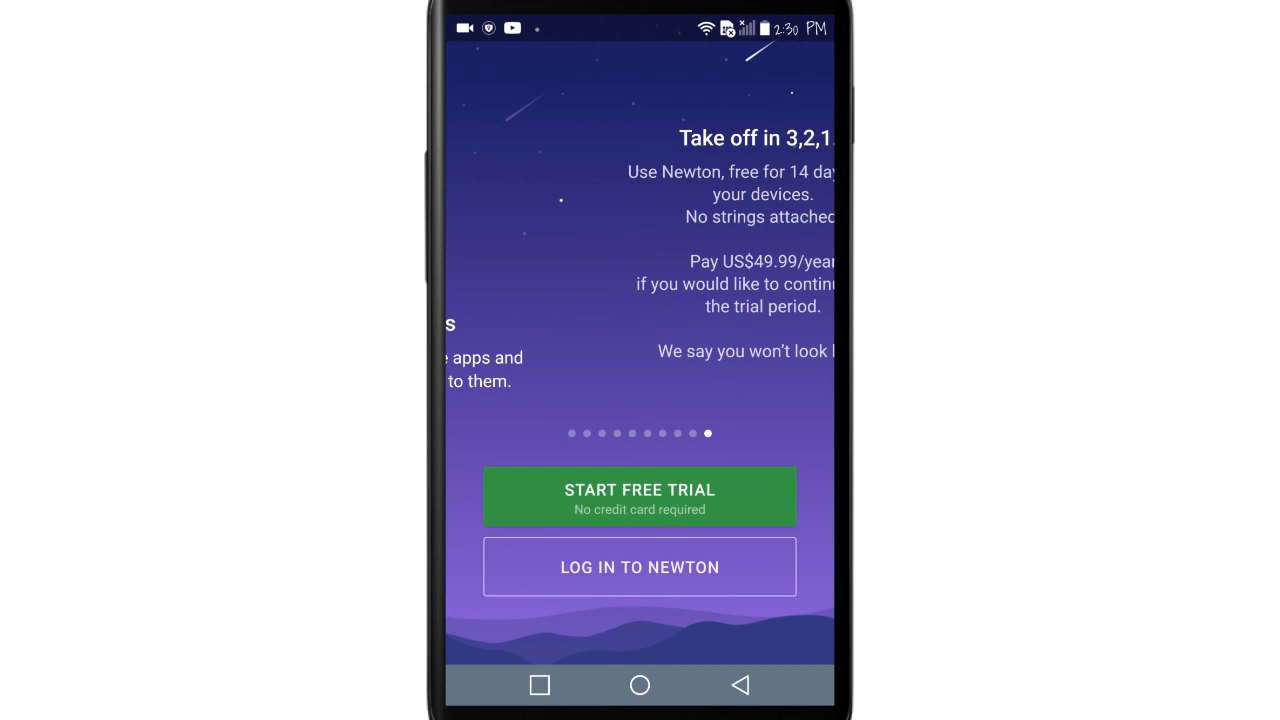 2:30 PM
Take off in 3,2,1.
Use Newton, free for 14 day
your devices.
No strings attached
Pay US$49.99/year
if you would like to continu
the trial period.
We say you won't look
s
apps and
to them.
START FREE TRIAL
No credit card required
LOG IN TO NEWTON